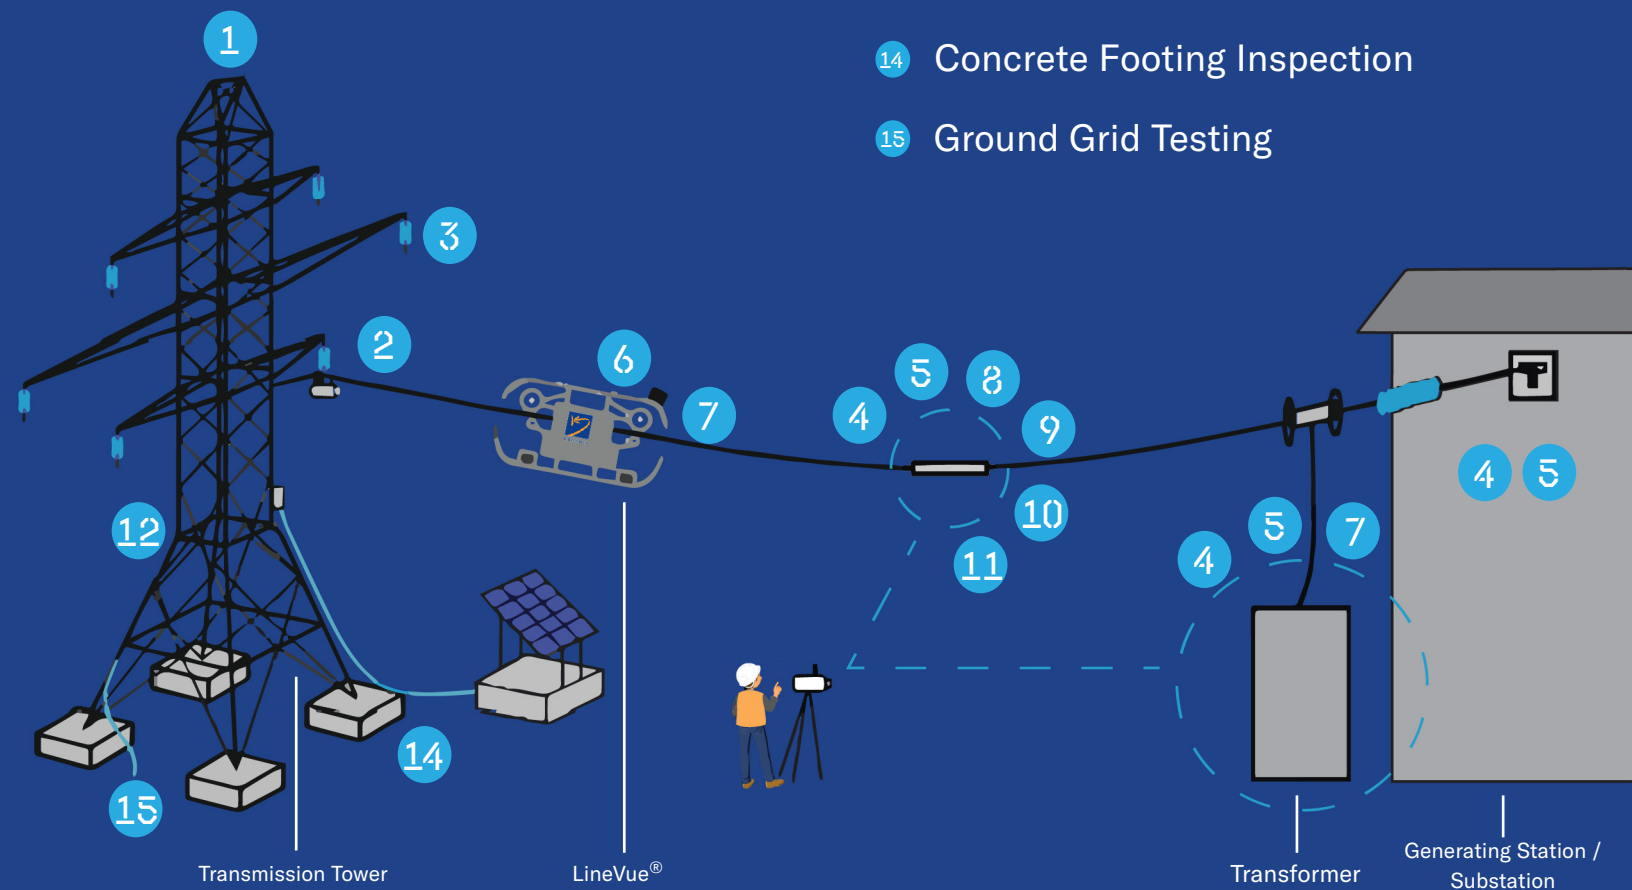 1
14 Concrete Footing Inspection
15 Ground Grid Testing
3
2
6
5
8
7
4
9
4
5
10
12
5
7
11
4
14
15
Transmission Tower
LineVue®
Transformer
Generating Station /
Substation